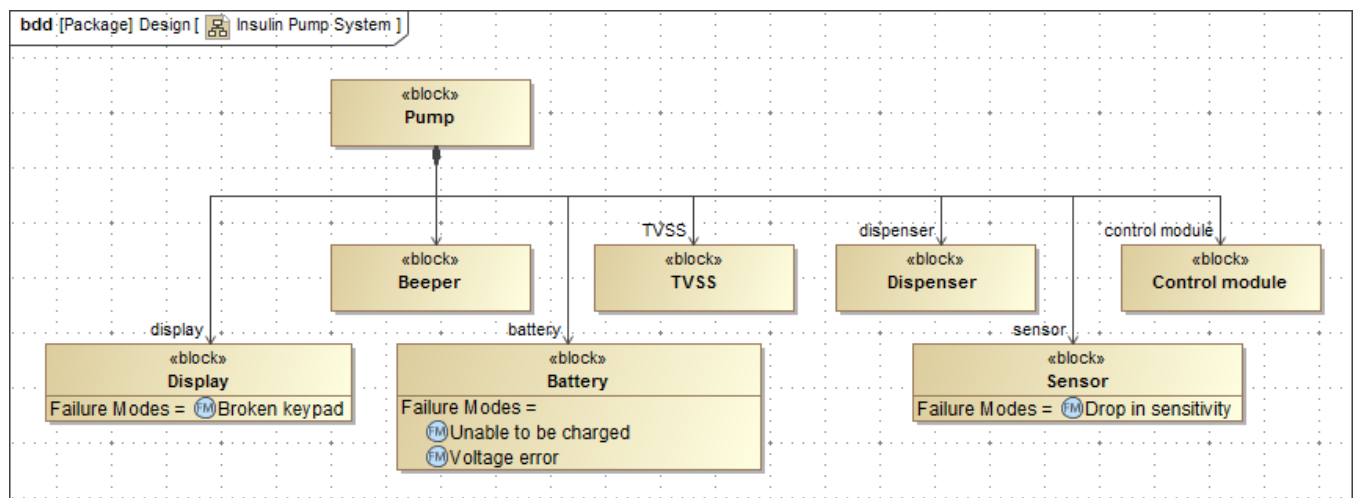 bdd [Package] Design [ Insulin Pump System ]
«block»
Pump
TVSS
dispenser
control module
«block»
Beeper
«block»
TVSS
«block»
Dispenser
«block»
Control module
display
battery
sensor
«block»
Display
Failure Modes = FM Broken keypad
«block»
Battery
Failure Modes =
FM Unable to be charged
FM Voltage error
«block»
Sensor
Failure Modes = FM Drop in sensitivity